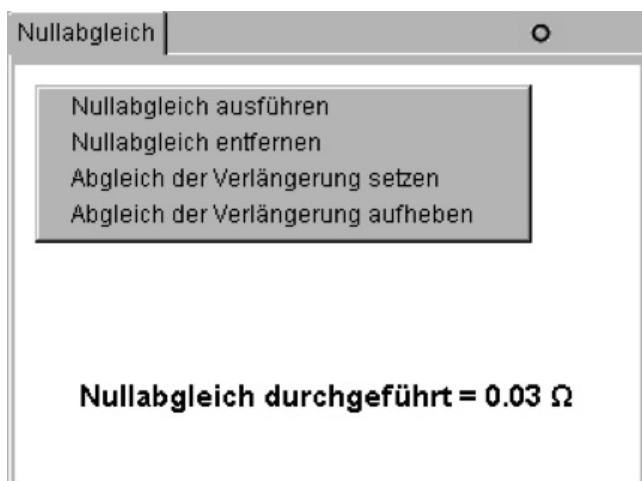 Nullabgleich
Nullabgleich ausführen
Nullabgleich entfernen
Abgleich der Verlängerung setzen
Abgleich der Verlängerung aufheben
Nullabgleich durchgeführt = 0.03 Ω